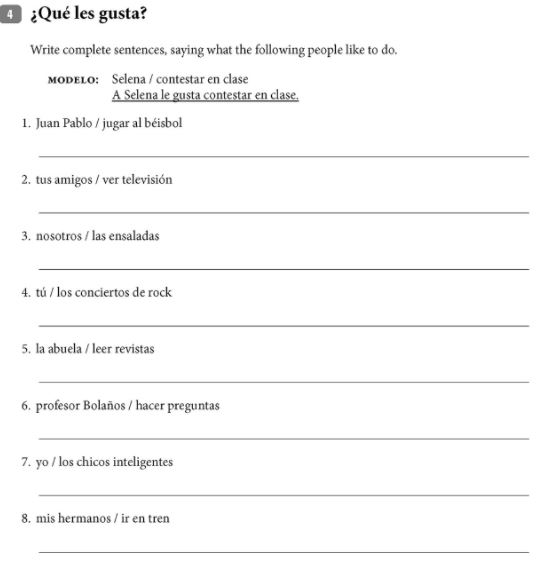 4 ¿Qué les gusta?
Write complete sentences, saying what the following people like to do.
MODELO: Selena / contestar en clase
A Selena le gusta contestar en clase.
1. Juan Pablo / jugar al béisbol
2. tus amigos / ver televisión
3. nosotros / las ensaladas
4. tú / los conciertos de rock
5. la abuela / leer revistas
6. profesor Bolaños / hacer preguntas
7. yo / los chicos inteligentes
8. mis hermanos / ir en tren